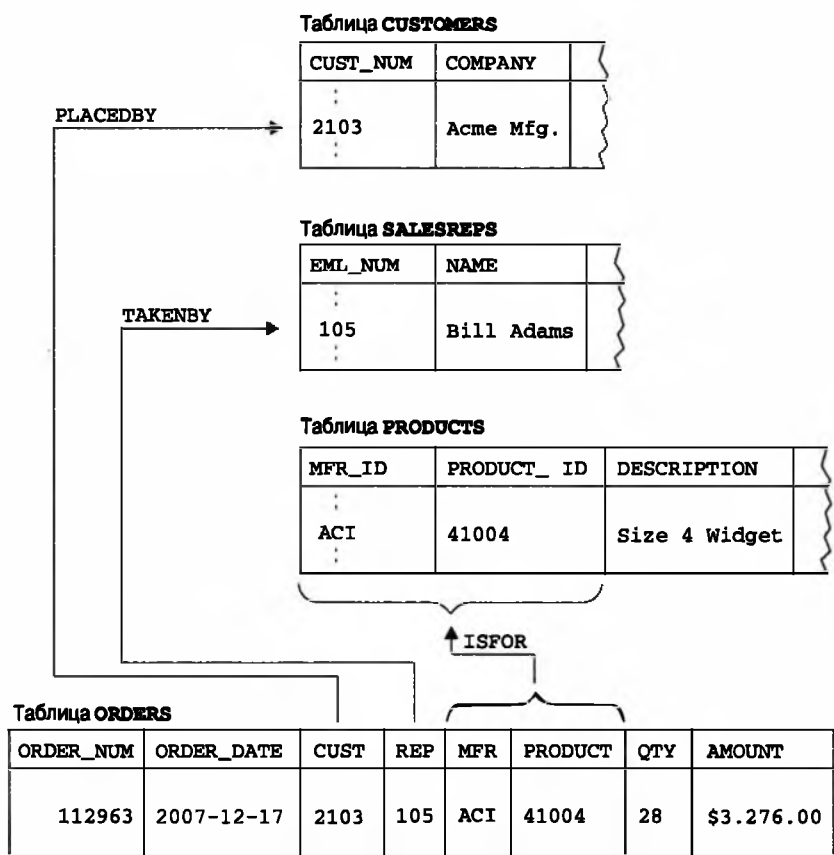 Таблица CUSTOMERS
CUST_NUM COMPANY
PLACEDBY
2103 Acme Mfg.
Таблица SALESREPS
EML_NUM NAME
TAKENBY
105 Bill Adams
Таблица PRODUCTS
MFR_ID PRODUCT_ ID DESCRIPTION
ACI 41004 Size 4 Widget
ISFOR
Таблица ORDERS
ORDER_NUM ORDER_DATE CUST REP MFR PRODUCT QTY AMOUNT
112963 2007-12-17 2103 105 ACI 41004 28 $3.276.00